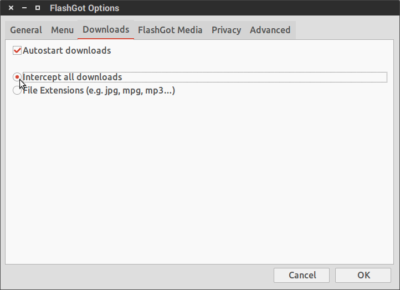 FlashGot Options
General Menu Downloads FlashGot Media Privacy Advanced
Autostart downloads
Intercept all downloads
File Extensions (e.g. jpg, mpg, mp3...)
Cancel OK